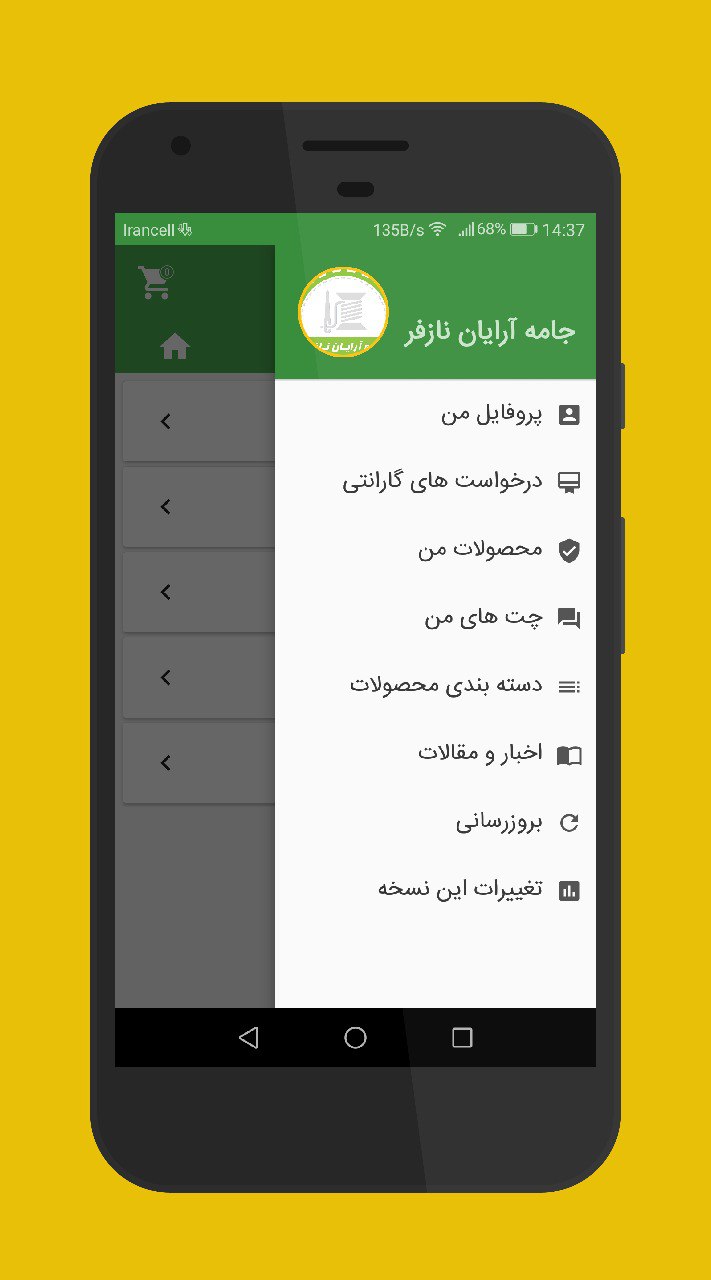 Irancell 135B/s 68% 14:37
0
جامه آرایان نازفر
پروفایل من
درخواست های گارانتی
محصولات من
چت های من
دسته بندی محصولات
اخبار و مقالات
بروزرسانی
تغییرات این نسخه